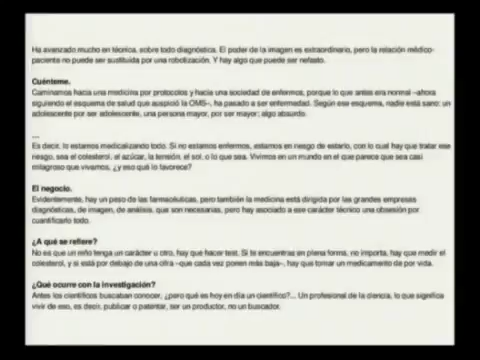 Ha avanzado mucho en técnica, sobre todo diagnóstica. El poder de la imagen es extraordinario, pero la relación médico-
paciente no puede ser sustituida por una robotización. Y hay algo que puede ser nefasto.
Cuénteme.
Caminamos hacia una medicina por protocolos y hacia una sociedad de enfermos, porque lo que antes era normal –ahora
siguiendo el esquema de salud que auspició la OMS–, ha pasado a ser enfermedad. Según ese esquema, nadie está sano: un
adolescente por ser adolescente, una persona mayor, por ser mayor; algo absurdo.
...
Es decir, lo estamos medicalizando todo. Si no estamos enfermos, estamos en riesgo de estarlo, con lo cual hay que tratar ese
riesgo, sea el colesterol, el azúcar, la tensión, el sol, o lo que sea. Vivimos en un mundo en el que parece que sea casi
milagroso que vivamos, ¿y eso qué lo favorece?
El negocio.
Evidentemente, hay un peso de las farmacéuticas, pero también la medicina está dirigida por las grandes empresas
diagnósticas, de imagen, de análisis, que son necesarias, pero hay asociado a ese carácter técnico una obsesión por
cuantificarlo todo.
¿A qué se refiere?
No es que un niño tenga un carácter u otro, hay que hacer test. Si te encuentras en plena forma, no importa, hay que medir el
colesterol, y si está por debajo de una cifra –que cada vez ponen más baja–, hay que tomar un medicamento de por vida.
¿Qué ocurre con la investigación?
Antes los científicos buscaban conocer, ¿pero qué es hoy en día un científico?... Un profesional de la ciencia, lo que significa
vivir de eso, es decir, publicar o patentar, ser un productor, no un buscador.